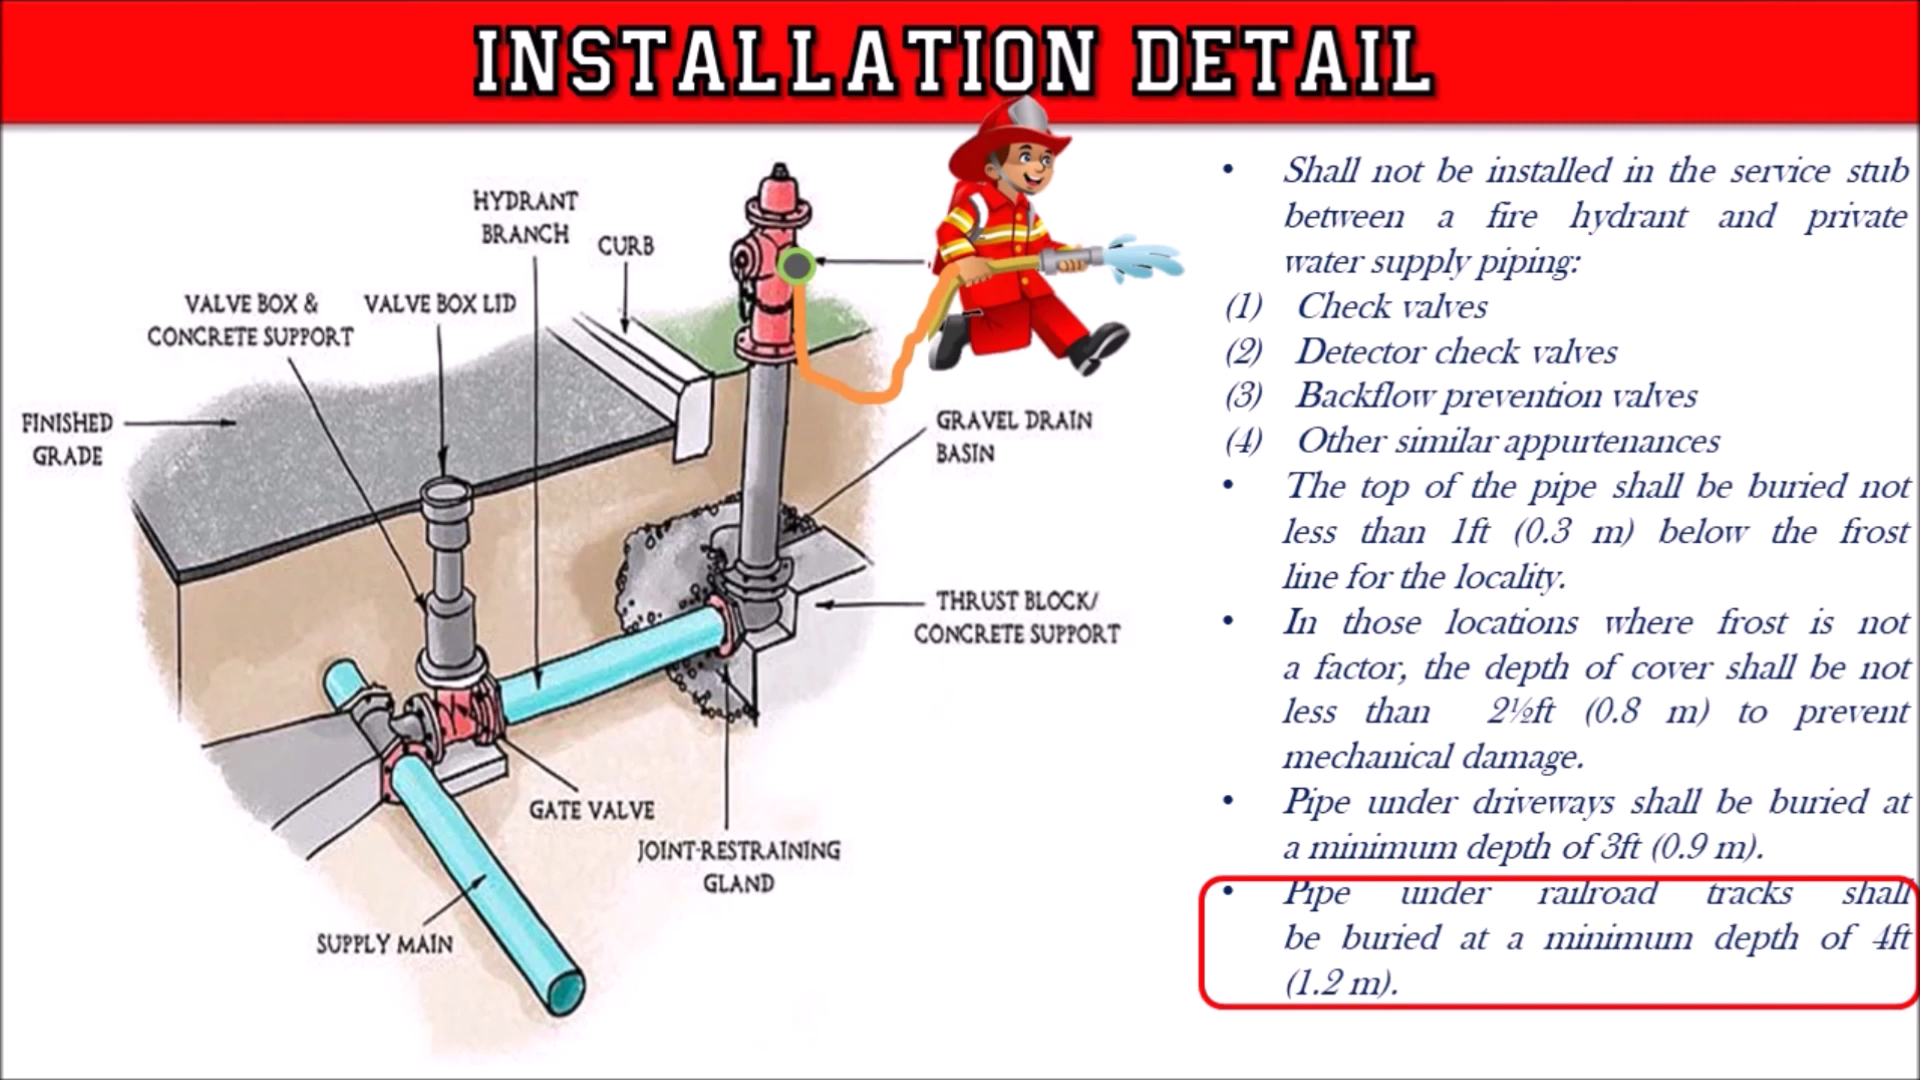 INSTALLATION DETAIL
HYDRANT
BRANCH
CURB
VALVE BOX &
CONCRETE SUPPORT
VALVE BOX LID
FINISHED
GRADE
GRAVEL DRAIN
BASIN
THRUST BLOCK/
CONCRETE SUPPORT
GATE VALVE
JOINT-RESTRAINING
GLAND
SUPPLY MAIN
• Shall not be installed in the service stub
between a fire hydrant and private
water supply piping:
(1) Check valves
(2) Detector check valves
(3) Backflow prevention valves
(4) Other similar appurtenances
• The top of the pipe shall be buried not
less than 1ft (0.3 m) below the frost
line for the locality.
• In those locations where frost is not
a factor, the depth of cover shall be not
less than 2½ft (0.8 m) to prevent
mechanical damage.
• Pipe under driveways shall be buried at
a minimum depth of 3ft (0.9 m).
• Pipe under railroad tracks shall
be buried at a minimum depth of 4ft
(1.2 m).